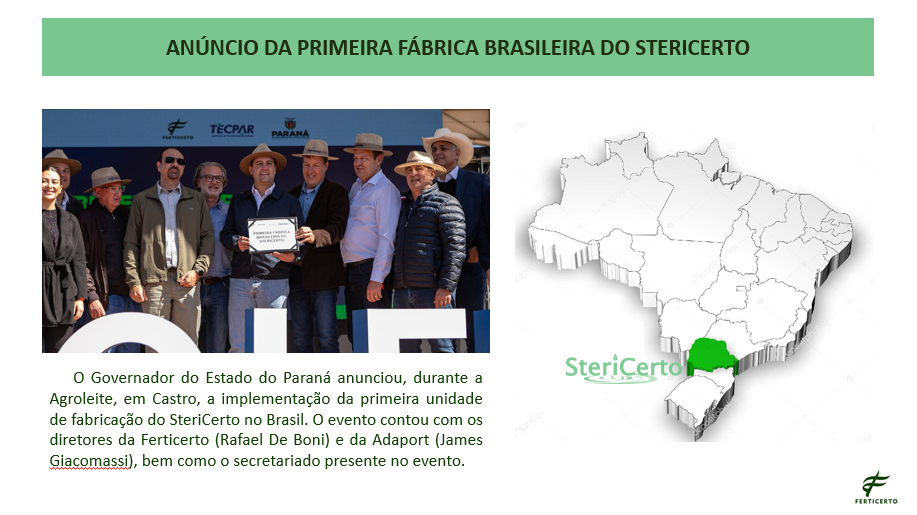 ANÚNCIO DA PRIMEIRA FÁBRICA BRASILEIRA DO STERICERTO
FERTICERTO
TECPAR
PARANÁ
PRIMEIRA FÁBRICA
BRASILEIRA DO
STERICERTO
SteriCerto
O Governador do Estado do Paraná anunciou, durante a
Agroleite, em Castro, a implementação da primeira unidade
de fabricação do SteriCerto no Brasil. O evento contou com os
diretores da Ferticerto (Rafael De Boni) e da Adaport (James
Giacomassi), bem como o secretariado presente no evento.
FERTICERTO